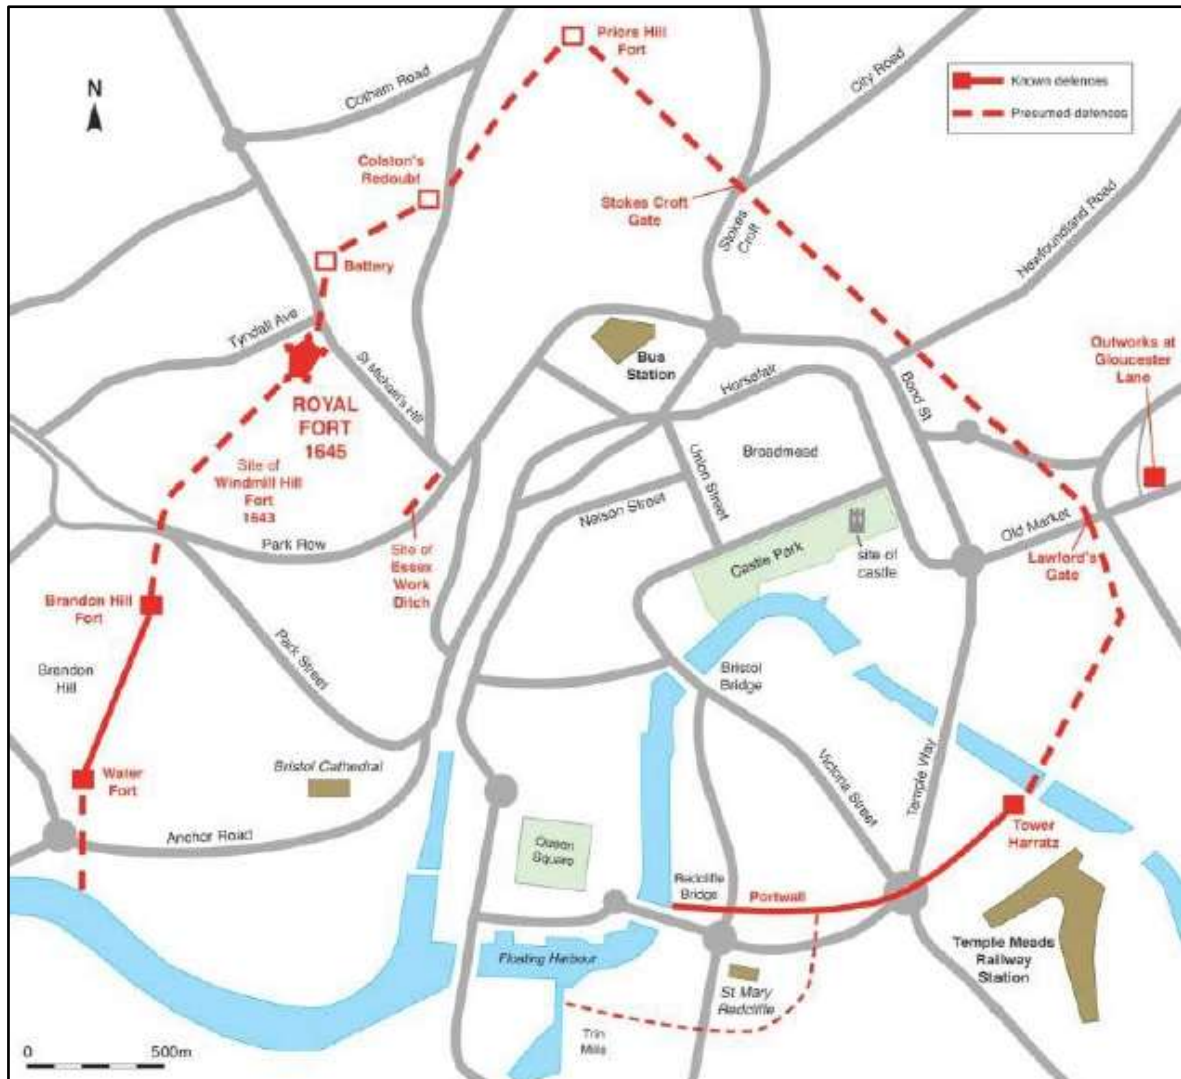 Priors Hill
Fort
N
Cotham Road
City Road
Known defences
Presumed defences
Colston's
Redoubt
Stokes Croft
Gate
Stokes
Croft
Newfoundland Road
Battery
Tyndall Ave
St Michael's Hill
Bus
Station
Horsefair
Bond St
Outworks at
Gloucester
Lane
ROYAL
FORT
1645
Site of
Windmill Hill
Fort
1643
Union Street
Broadmead
Nelson Street
Old Market
Park Row
Site of
Essex
Work
Ditch
Castle Park
site of
castle
Lawford's
Gate
Brandon Hill
Fort
Brandon
Hill
Park Street
Bristol
Bridge
Victoria Street
Temple Way
Water
Fort
Bristol Cathedral
Anchor Road
Queen
Square
Redcliffe
Bridge
Portwall
Tower
Harratz
Floating Harbour
St Mary
Redcliffe
Temple Meads
Railway
Station
Trin
Mills
0 500m